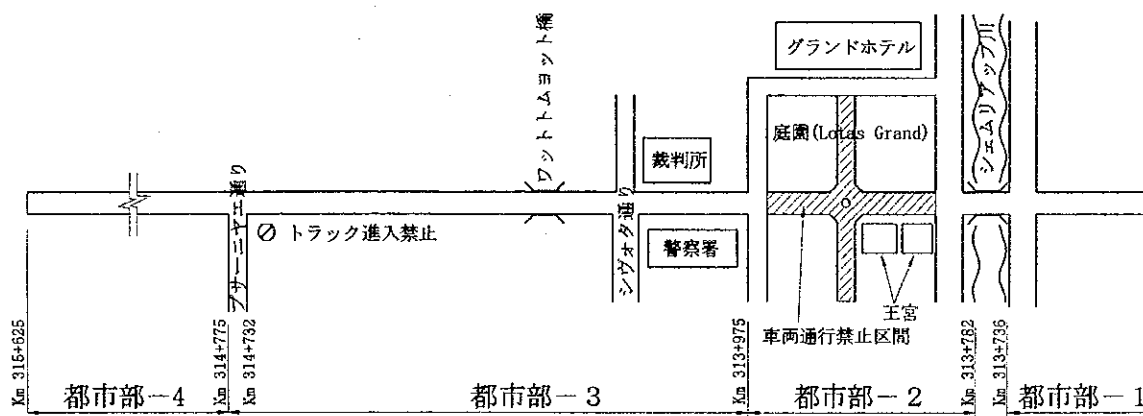 グランドホテル
ワットトムヨット橋
シェムリアップ川
庭園(Lotas Grand)
裁判所
プサーニヤエ通り
シヴォタ通り
トラック進入禁止
警察署
王宮
車両通行禁止区間
Km 315+625
Km 314+775
Km 314+732
Km 313+975
Km 313+782
Km 313+736
都市部－4
都市部－3
都市部－2
都市部－1